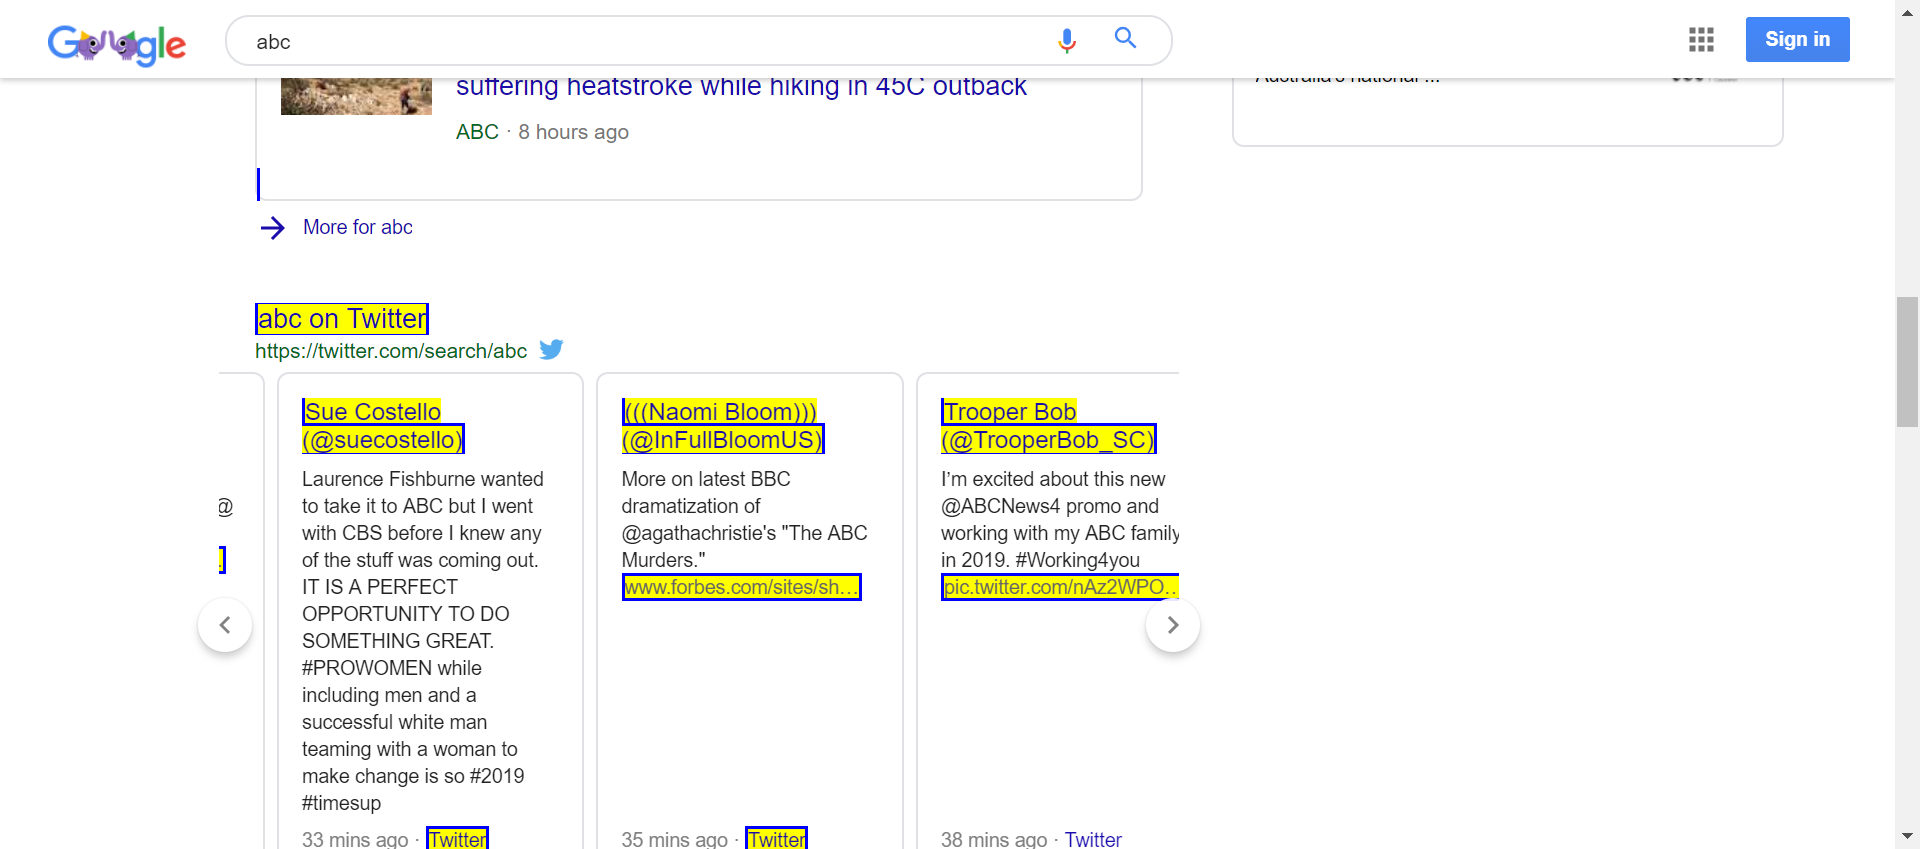 Google
abc
Sign in
suffering heatstroke while hiking in 45C outback
Australia's national ...
ABC · 8 hours ago
More for abc
abc on Twitter
https://twitter.com/search/abc
@
Sue Costello
(@suecostello)
Laurence Fishburne wanted
to take it to ABC but I went
with CBS before I knew any
of the stuff was coming out.
IT IS A PERFECT
OPPORTUNITY TO DO
SOMETHING GREAT.
#PROWOMEN while
including men and a
successful white man
teaming with a woman to
make change is so #2019
#timesup
33 mins ago · Twitter
(((Naomi Bloom)))
(@InFullBloomUS)
More on latest BBC
dramatization of
@agathachristie's "The ABC
Murders."
www.forbes.com/sites/sh...
35 mins ago · Twitter
Trooper Bob
(@TrooperBob_SC)
I'm excited about this new
@ABCNews4 promo and
working with my ABC family
in 2019. #Working4you
pic.twitter.com/nAz2WPO...
38 mins ago · Twitter